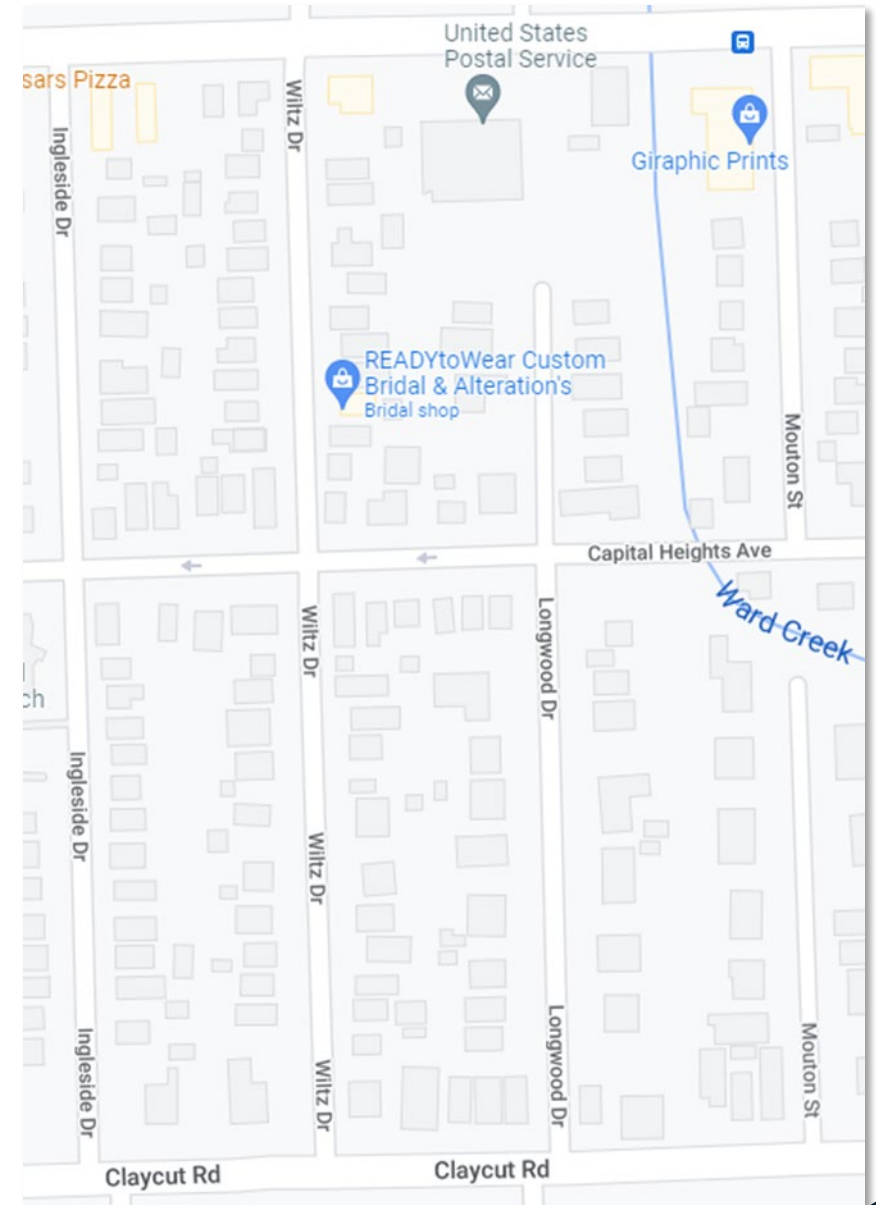 United States
Postal Service
sars Pizza
Wiltz Dr
Ingleside Dr
Giraphic Prints
READYtoWear Custom
Bridal & Alteration's
Bridal shop
Mouton St
Capital Heights Ave
Ward Creek
Wiltz Dr
Longwood Dr
ch
Ingleside Dr
Wiltz Dr
Longwood Dr
Mouton St
Ingleside Dr
Wiltz Dr
Claycut Rd
Claycut Rd